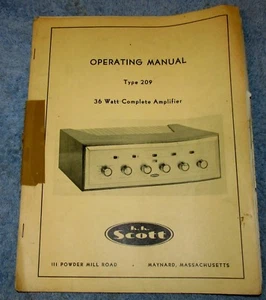 OPERATING MANUAL
Type 209
36 Watt Complete Amplifier
h.h.
Scott
111 POWDER MILL ROAD MAYNARD, MASSACHUSETTS